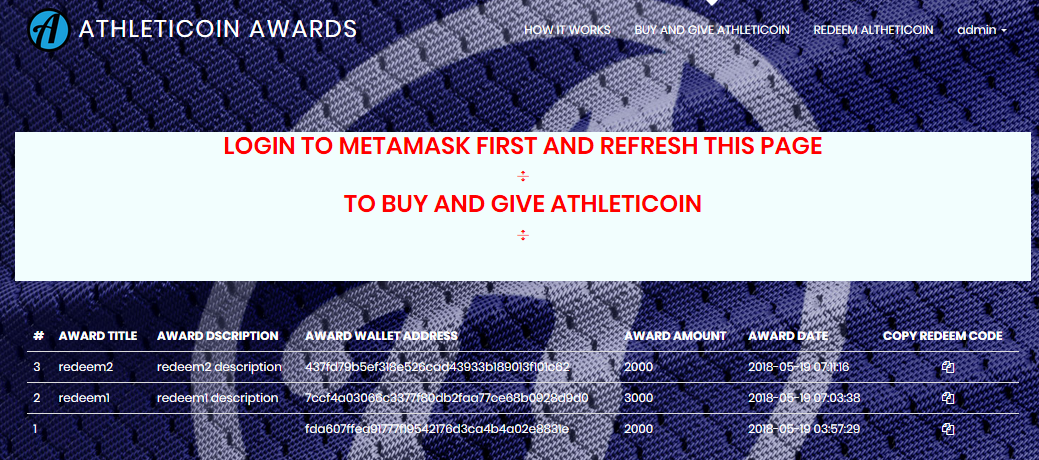 ATHLETICOIN AWARDS
HOW IT WORKS BUY AND GIVE ATHLETICOIN REDEEM ALTHETICOIN admin
LOGIN TO METAMASK FIRST AND REFRESH THIS PAGE
TO BUY AND GIVE ATHLETICOIN
# AWARD TITLE AWARD DSCRIPTION AWARD WALLET ADDRESS AWARD AMOUNT AWARD DATE COPY REDEEM CODE
3 redeem2 redeem2 description 2000 2018-05-19 07:11:16
2 redeem1 redeem1 description 3000 2018-05-19 07:03:38
1 2000 2018-05-19 03:57:29